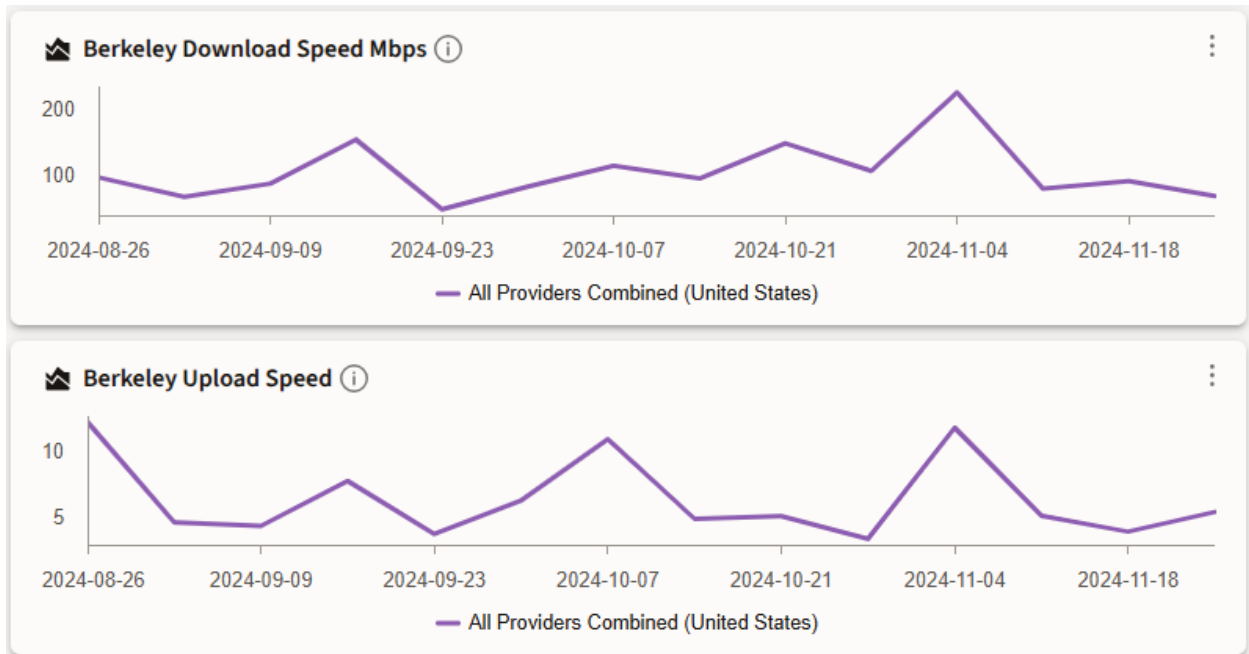 Berkeley Download Speed Mbps
200
100
2024-08-26 2024-09-09 2024-09-23 2024-10-07 2024-10-21 2024-11-04 2024-11-18
All Providers Combined (United States)
Berkeley Upload Speed
10
5
2024-08-26 2024-09-09 2024-09-23 2024-10-07 2024-10-21 2024-11-04 2024-11-18
All Providers Combined (United States)